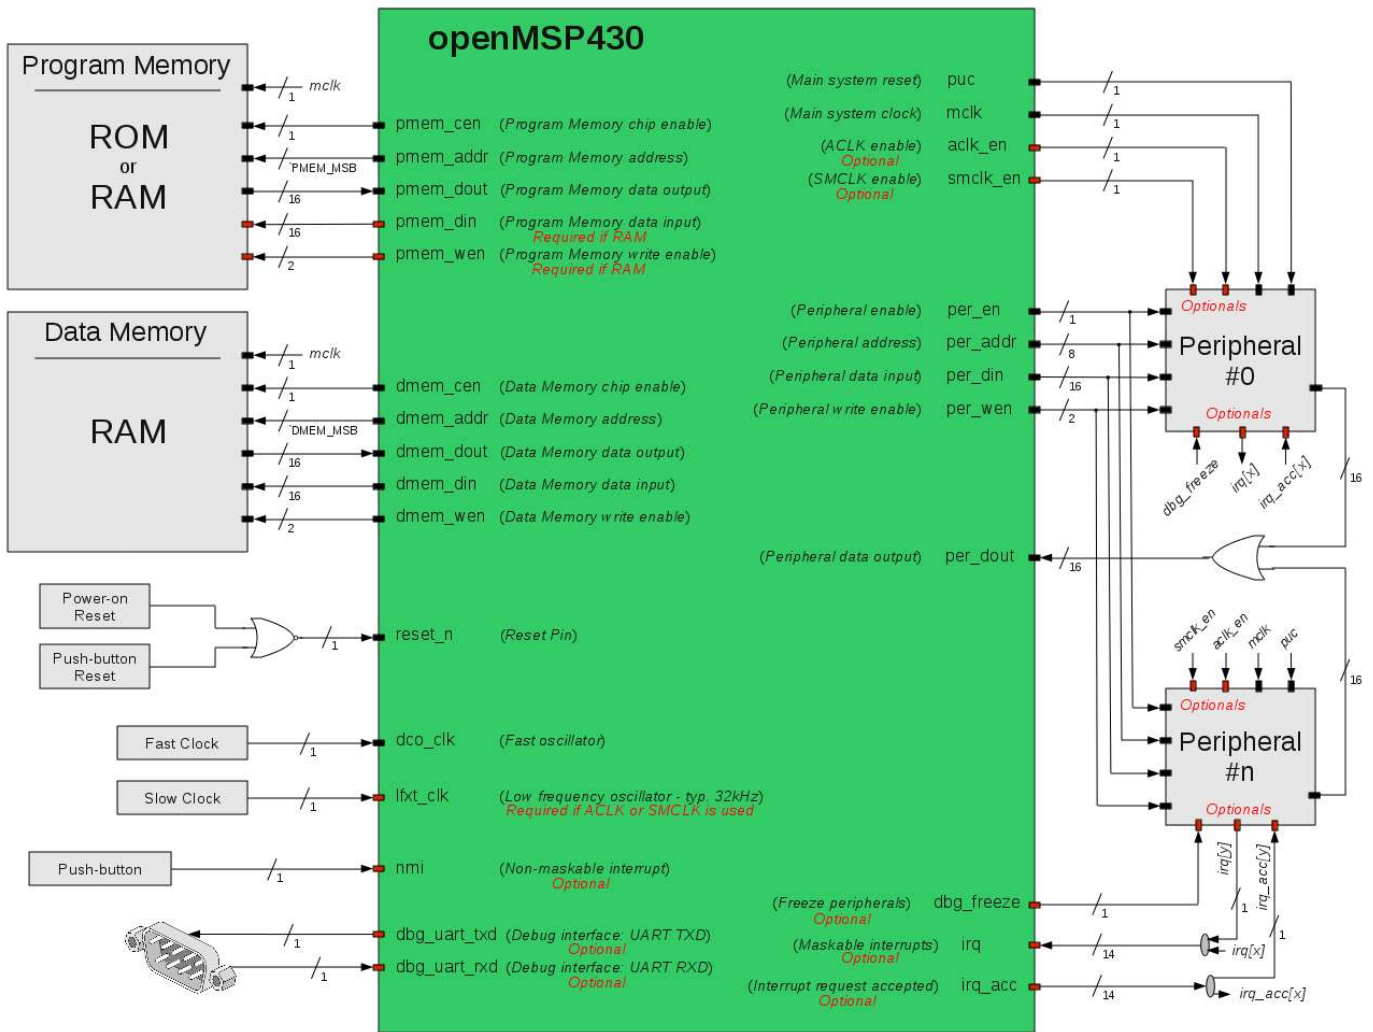 openMSP430
Program Memory
ROM
or
RAM
1 mclk
1
PMEM_MSB
16
16
2
pmem_cen (Program Memory chip enable)
pmem_addr (Program Memory address)
pmem_dout (Program Memory data output)
pmem_din (Program Memory data input)
Required if RAM
pmem_wen (Program Memory write enable)
Required if RAM
Data Memory
RAM
1 mclk
1
DMEM_MSB
16
16
2
dmem_cen (Data Memory chip enable)
dmem_addr (Data Memory address)
dmem_dout (Data Memory data output)
dmem_din (Data Memory data input)
dmem_wen (Data Memory write enable)
Power-on
Reset
Push-button
Reset
1
reset_n (Reset Pin)
Fast Clock
1
dco_clk (Fast oscillator)
Slow Clock
1
lfxt_clk (Low frequency oscillator - typ. 32kHz)
Required if ACLK or SMCLK is used
Push-button
1
nmi (Non-maskable interrupt)
Optional
1
dbg_uart_txd (Debug interface: UART TXD)
Optional
1
dbg_uart_rxd (Debug interface: UART RXD)
Optional
(Main system reset) puc
1
(Main system clock) mclk
1
(ACLK enable) aclk_en
Optional
1
(SMCLK enable) smclk_en
Optional
1
(Peripheral enable) per_en
1
(Peripheral address) per_addr
8
(Peripheral data input) per_din
16
(Peripheral write enable) per_wen
2
Optionals
Peripheral
#0
Optionals
dbg_freeze
irq[x]
irq_acc[x]
16
(Peripheral data output) per_dout
16
smclk_en
aclk_en
mclk
puc
16
Optionals
Peripheral
#n
Optionals
irq[y]
irq_acc[y]
1
1
(Freeze peripherals) dbg_freeze
Optional
1
(Maskable interrupts) irq
Optional
14
irq[x]
(Interrupt request accepted) irq_acc
Optional
14
irq_acc[x]